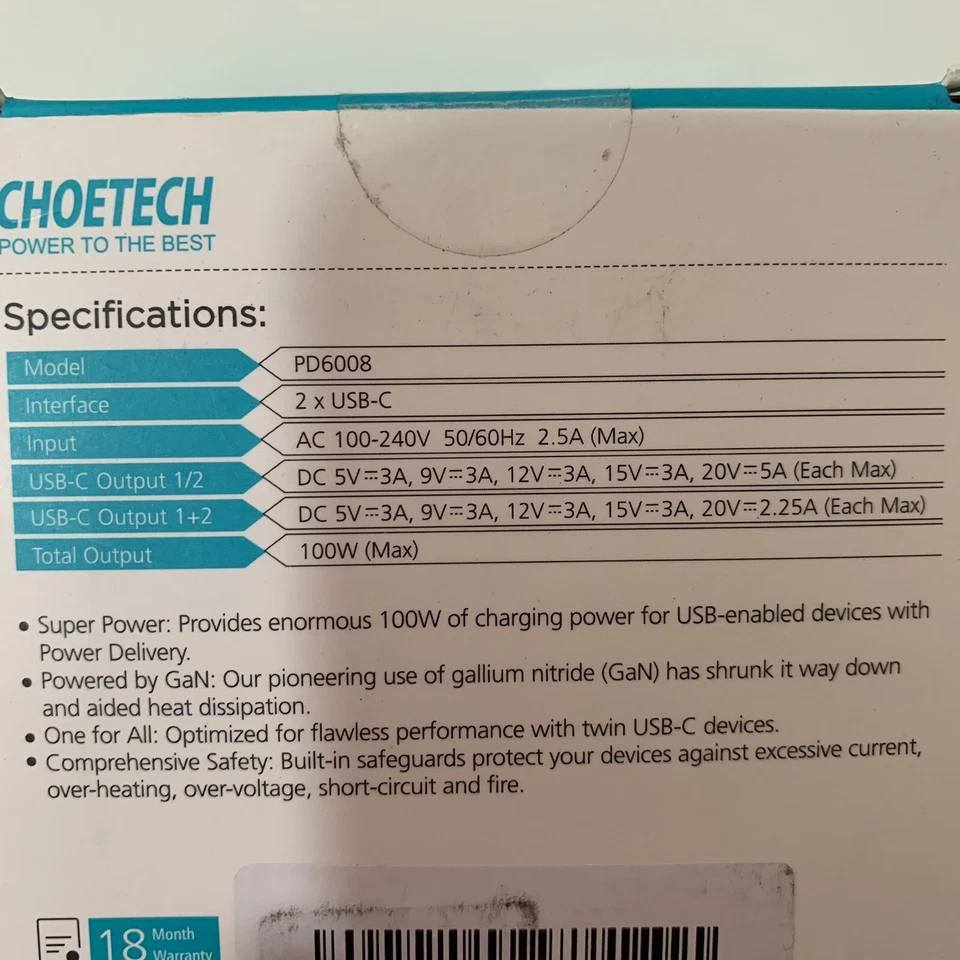 CHOETECH
POWER TO THE BEST
Specifications:
Model PD6008
Interface 2 x USB-C
Input AC 100-240V 50/60Hz 2.5A (Max)
USB-C Output 1/2 DC 5V⎓3A, 9V⎓3A, 12V⎓3A, 15V⎓3A, 20V⎓5A (Each Max)
USB-C Output 1+2 DC 5V⎓3A, 9V⎓3A, 12V⎓3A, 15V⎓3A, 20V⎓2.25A (Each Max)
Total Output 100W (Max)
• Super Power: Provides enormous 100W of charging power for USB-enabled devices with
Power Delivery.
• Powered by GaN: Our pioneering use of gallium nitride (GaN) has shrunk it way down
and aided heat dissipation.
• One for All: Optimized for flawless performance with twin USB-C devices.
• Comprehensive Safety: Built-in safeguards protect your devices against excessive current,
over-heating, over-voltage, short-circuit and fire.
18 Month
Warranty